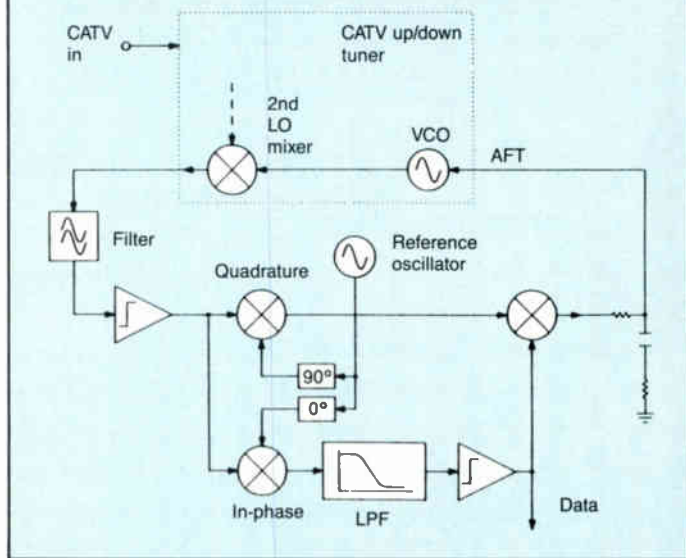 CATV
in
CATV up/down
tuner
2nd
LO
mixer
VCO
AFT
Filter
Reference
oscillator
Quadrature
90°
0°
In-phase
LPF
Data